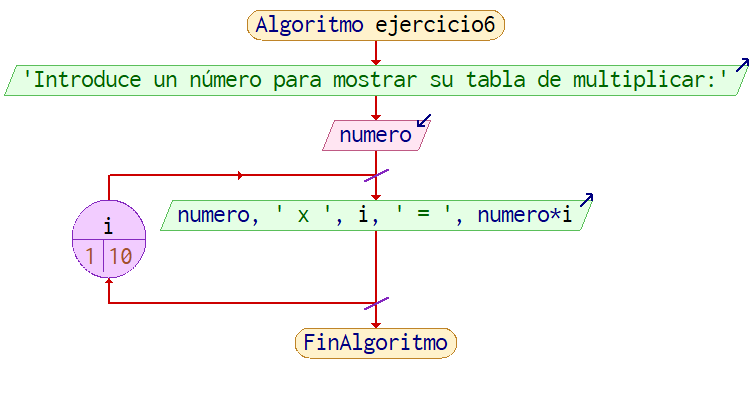 Algoritmo ejercicio6
'Introduce un número para mostrar su tabla de multiplicar:'
numero
numero, ' x ', i, ' = ', numero*i
i
1 10
FinAlgoritmo